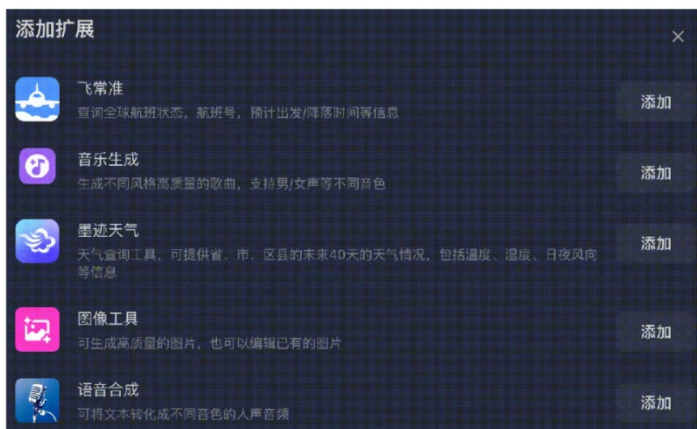 添加扩展
飞常准
查询全球航班状态，航班号，预计出发/降落时间等信息
添加
音乐生成
生成不同风格高质量的歌曲，支持男/女声等不同音色
添加
墨迹天气
天气查询工具，可提供省、市、区县的未来40天的天气情况，包括温度、湿度、日夜风向
等信息
添加
图像工具
可生成高质量的图片，也可以编辑已有的图片
添加
语音合成
可将文本转化成不同音色的人声音频
添加